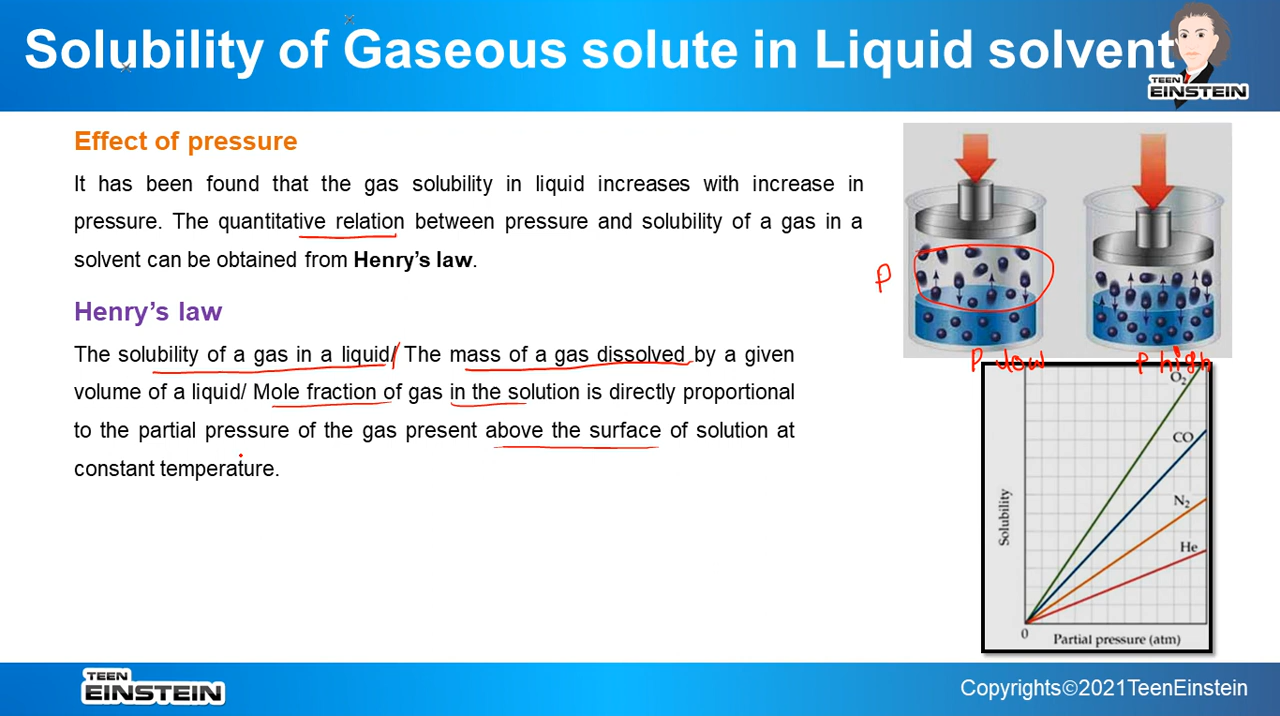 Solubility of Gaseous solute in Liquid solvent
TEEN
EINSTEIN
Effect of pressure
It has been found that the gas solubility in liquid increases with increase in
pressure. The quantitative relation between pressure and solubility of a gas in a
solvent can be obtained from Henry’s law.
Henry’s law
The solubility of a gas in a liquid/ The mass of a gas dissolved by a given
volume of a liquid/ Mole fraction of gas in the solution is directly proportional
to the partial pressure of the gas present above the surface of solution at
constant temperature.
P
P low
P high
O₂
CO
N₂
He
Solubility
0
Partial pressure (atm)
TEEN
EINSTEIN
Copyrights©2021TeenEinstein